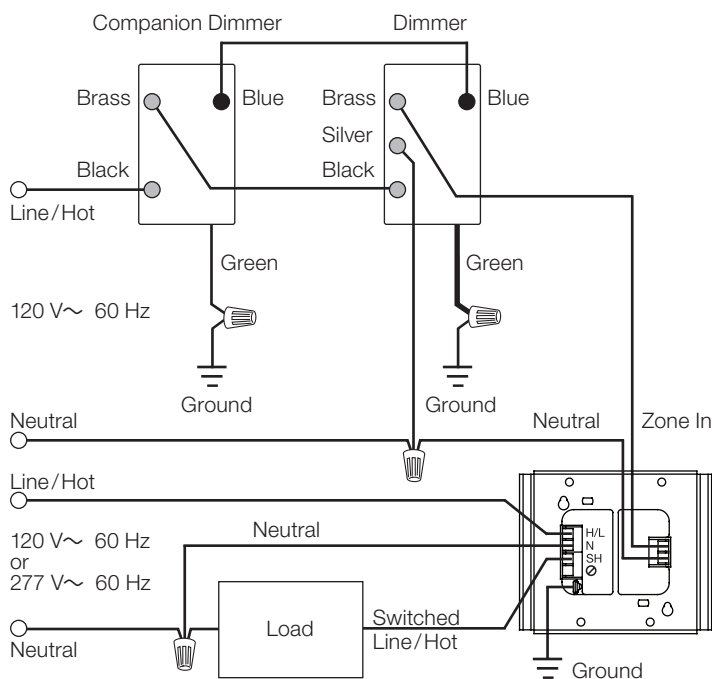 Companion Dimmer
Dimmer
Brass
Blue
Brass
Blue
Silver
Black
Black
Line/Hot
Green
Green
120 V~ 60 Hz
Ground
Ground
Neutral
Neutral
Zone In
Line/Hot
Neutral
H/L
N
SH
120 V~ 60 Hz
or
277 V~ 60 Hz
Load
Switched
Line/Hot
Neutral
Ground